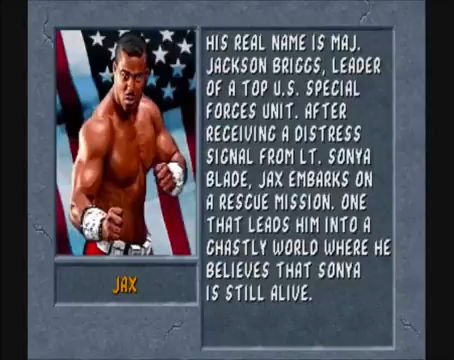 HIS REAL NAME IS MAJ.
JACKSON BRIGGS, LEADER
OF A TOP U.S. SPECIAL
FORCES UNIT. AFTER
RECEIVING A DISTRESS
SIGNAL FROM LT. SONYA
BLADE, JAX EMBARKS ON
A RESCUE MISSION. ONE
THAT LEADS HIM INTO A
GHASTLY WORLD WHERE HE
BELIEVES THAT SONYA
IS STILL ALIVE.
JAX